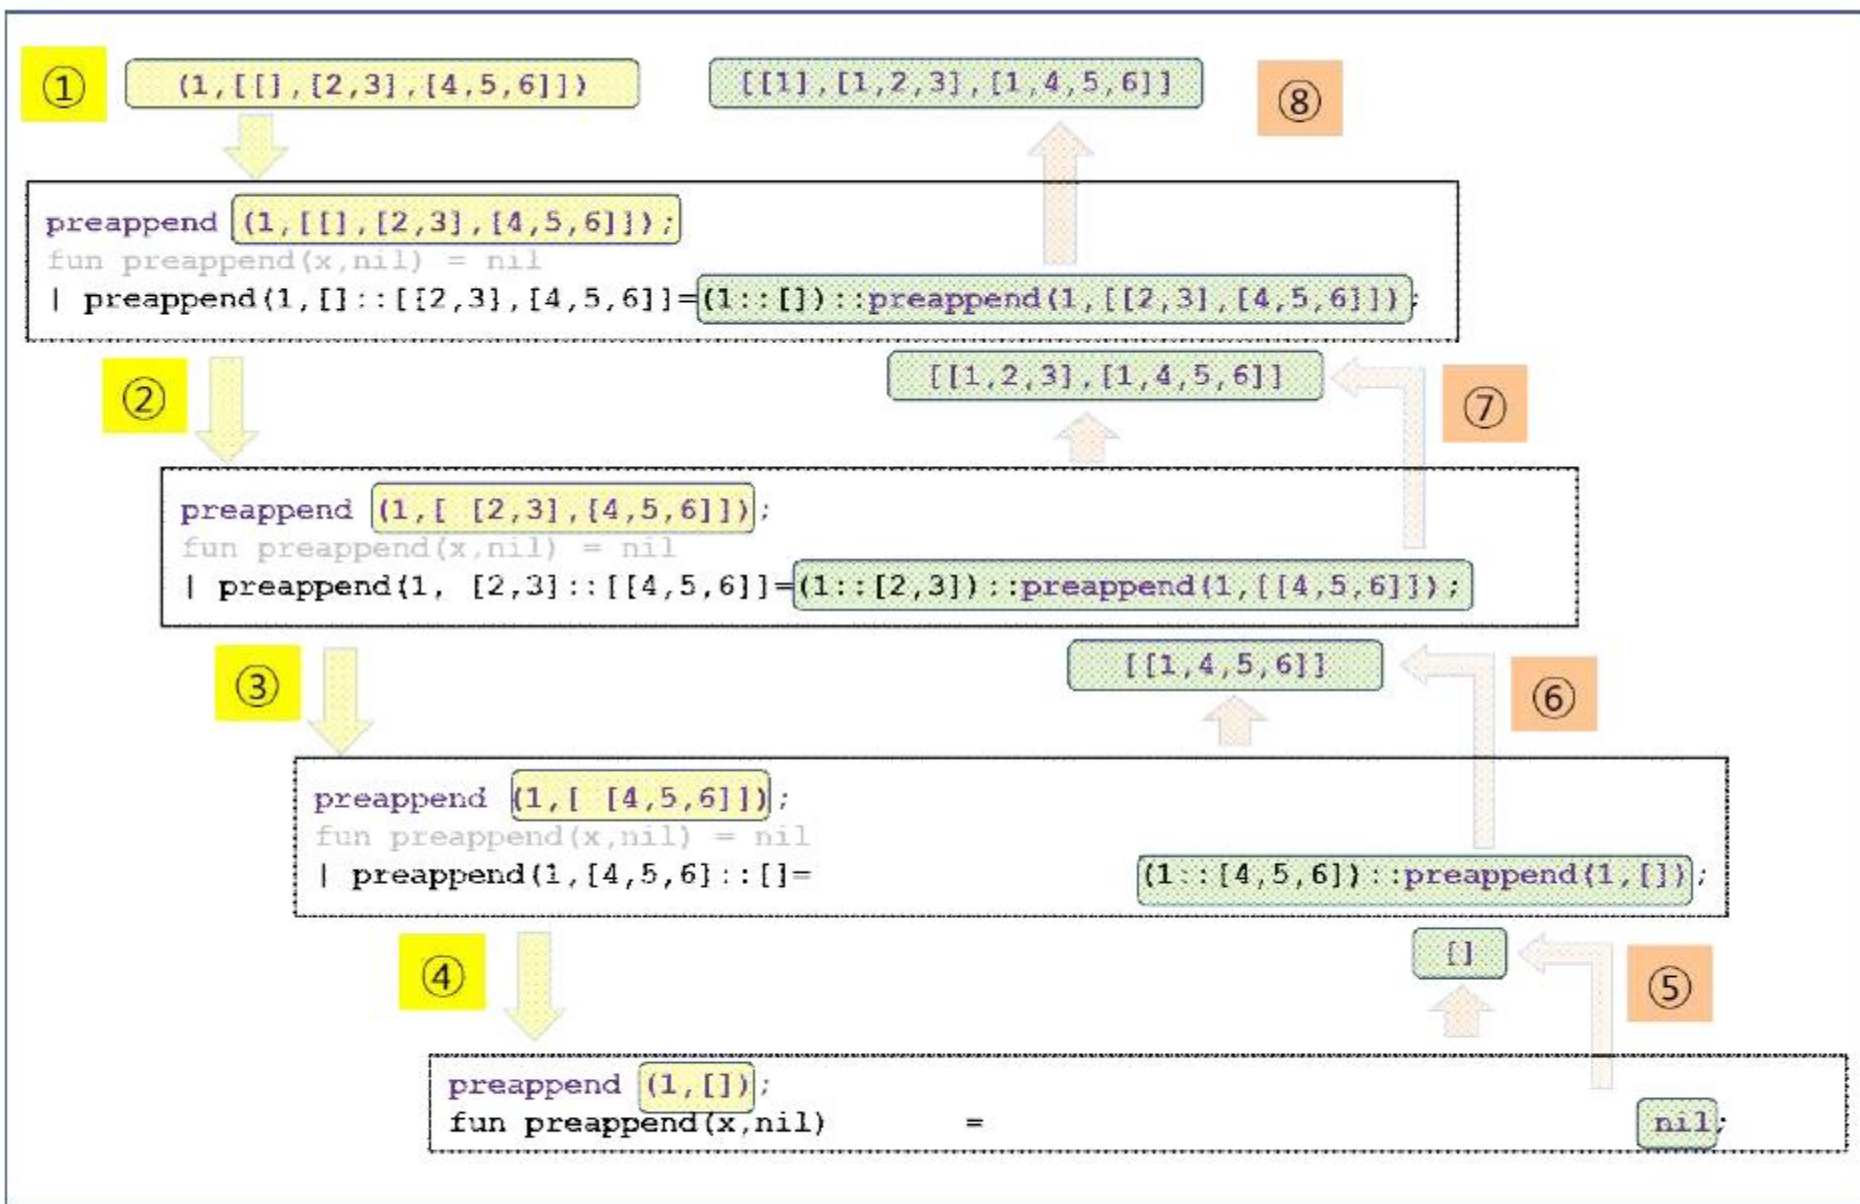 ① (1,[[],[2,3],[4,5,6]]) [[1],[1,2,3],[1,4,5,6]] ⑧
preappend (1,[[],[2,3],[4,5,6]]);
fun preappend(x,nil) = nil
| preappend(1,[]::[[2,3],[4,5,6]]=(1::[])::preappend(1,[[2,3],[4,5,6]]);
② [[1,2,3],[1,4,5,6]] ⑦
preappend (1,[ [2,3],[4,5,6]]);
fun preappend(x,nil) = nil
| preappend(1, [2,3]::[[4,5,6]]=(1::[2,3])::preappend(1,[[4,5,6]]);
③ [[1,4,5,6]] ⑥
preappend (1,[ [4,5,6]]);
fun preappend(x,nil) = nil
| preappend(1,[4,5,6]::[]= (1::[4,5,6])::preappend(1,[]);
④ [] ⑤
preappend (1,[]);
fun preappend(x,nil) = nil;